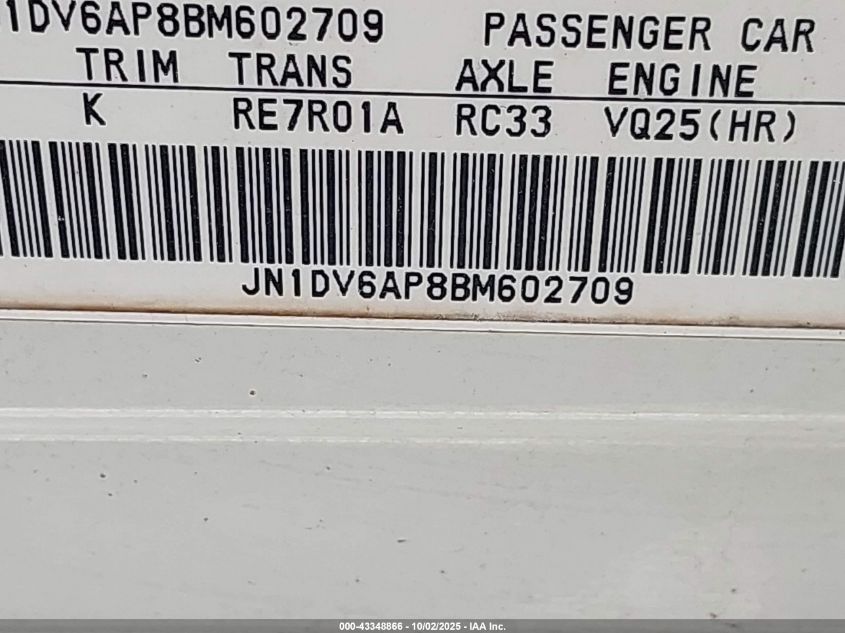 1DV6AP8BM602709 PASSENGER CAR
TRIM TRANS AXLE ENGINE
K RE7R01A RC33 VQ25(HR)
JN1DV6AP8BM602709
000-43348866 - 10/02/2025 - IAA Inc.